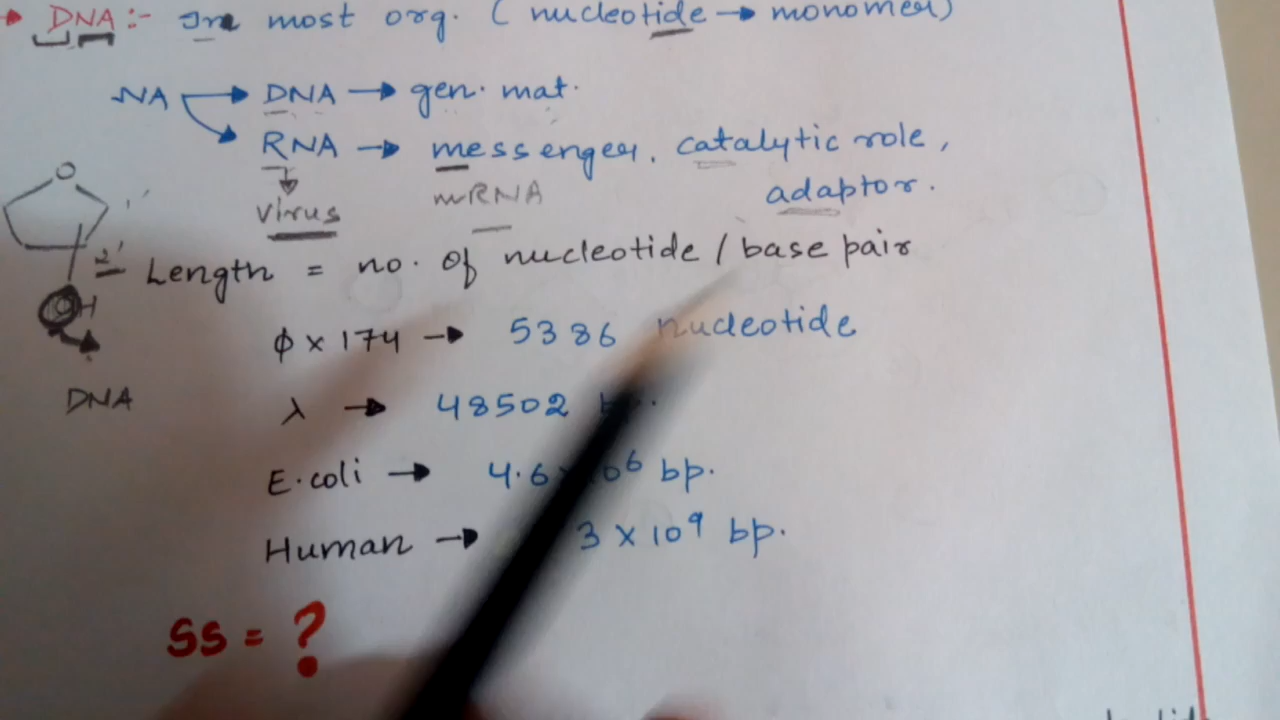 DNA :- In most org. ( nucleotide → monomer)
NA → DNA → gen. mat.
RNA → messenger. catalytic role,
virus mRNA adaptor.
O
1'
2'
Length = no. of nucleotide / base pair
OH
ϕ x 174 → 5386 nucleotide
DNA
λ → 48502
E.coli → 4.6 x 10⁶ bp.
Human → 3 x 10⁹ bp.
SS = ?